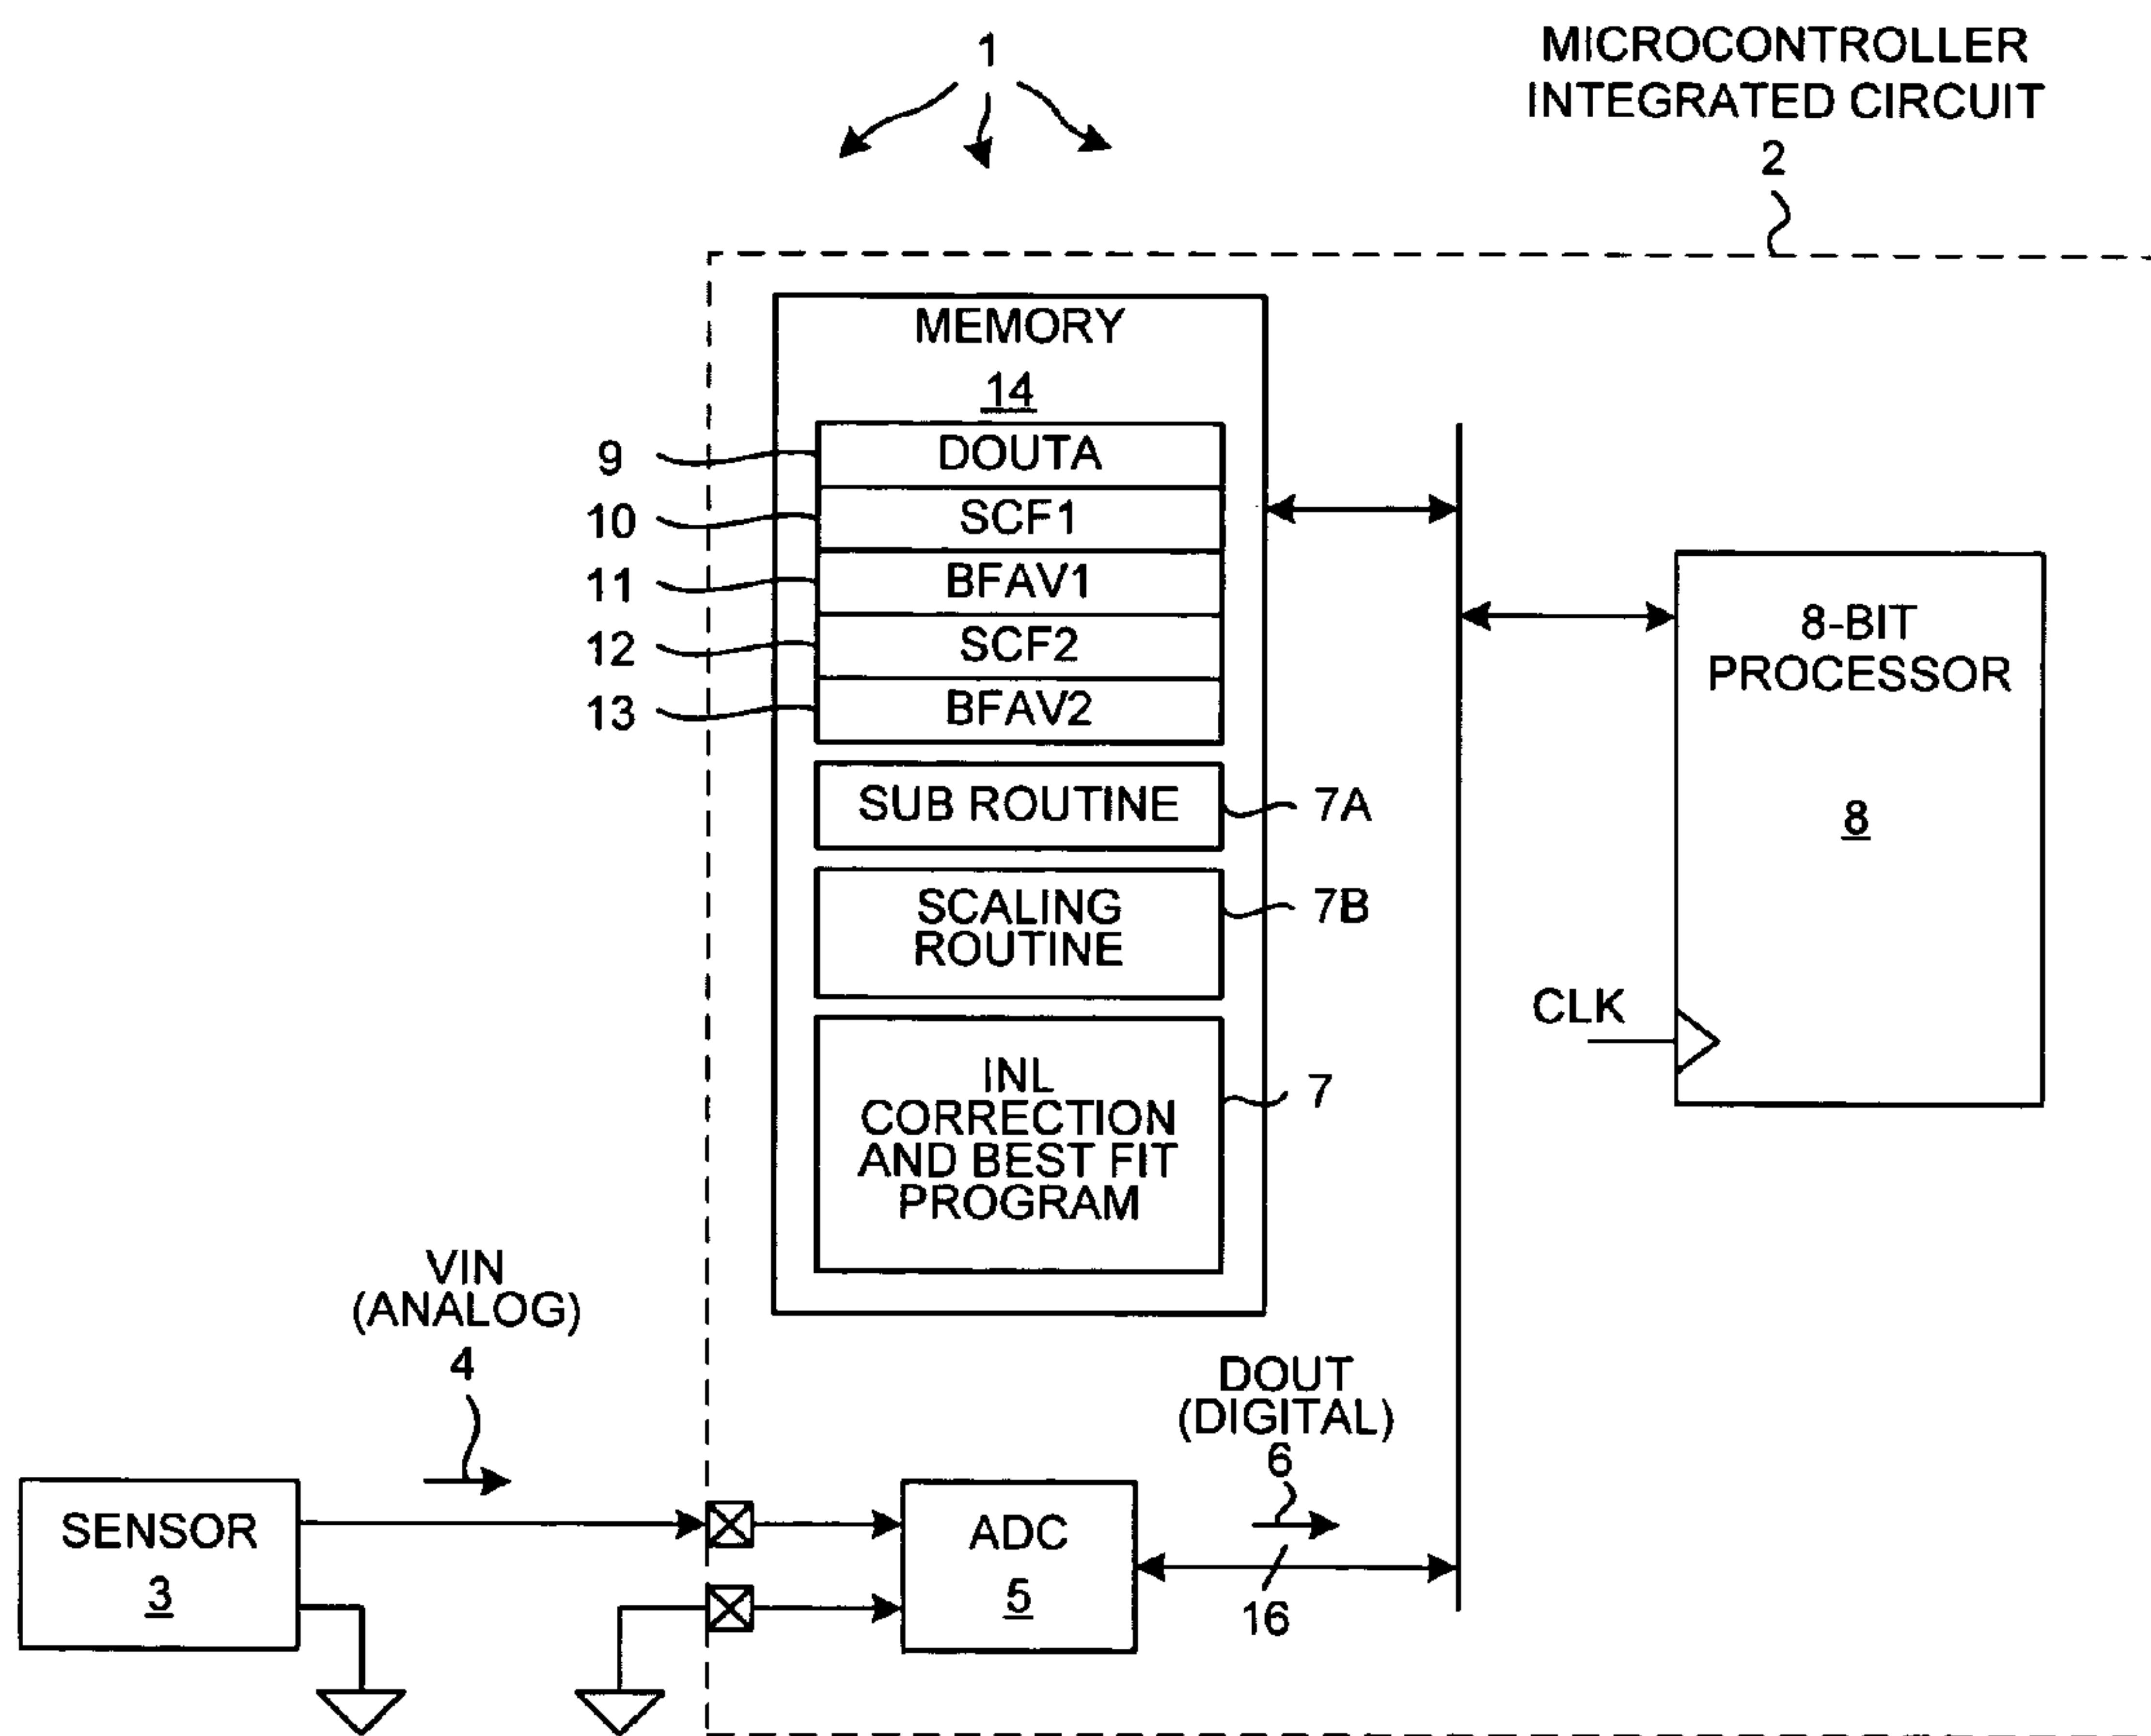 1
MICROCONTROLLER
INTEGRATED CIRCUIT
2
MEMORY
14
9
DOUTA
10
SCF1
11
BFAV1
12
SCF2
13
BFAV2
SUB ROUTINE
7A
SCALING
ROUTINE
7B
INL
CORRECTION
AND BEST FIT
PROGRAM
7
8-BIT
PROCESSOR
8
CLK
VIN
(ANALOG)
4
DOUT
(DIGITAL)
6
SENSOR
3
ADC
5
16